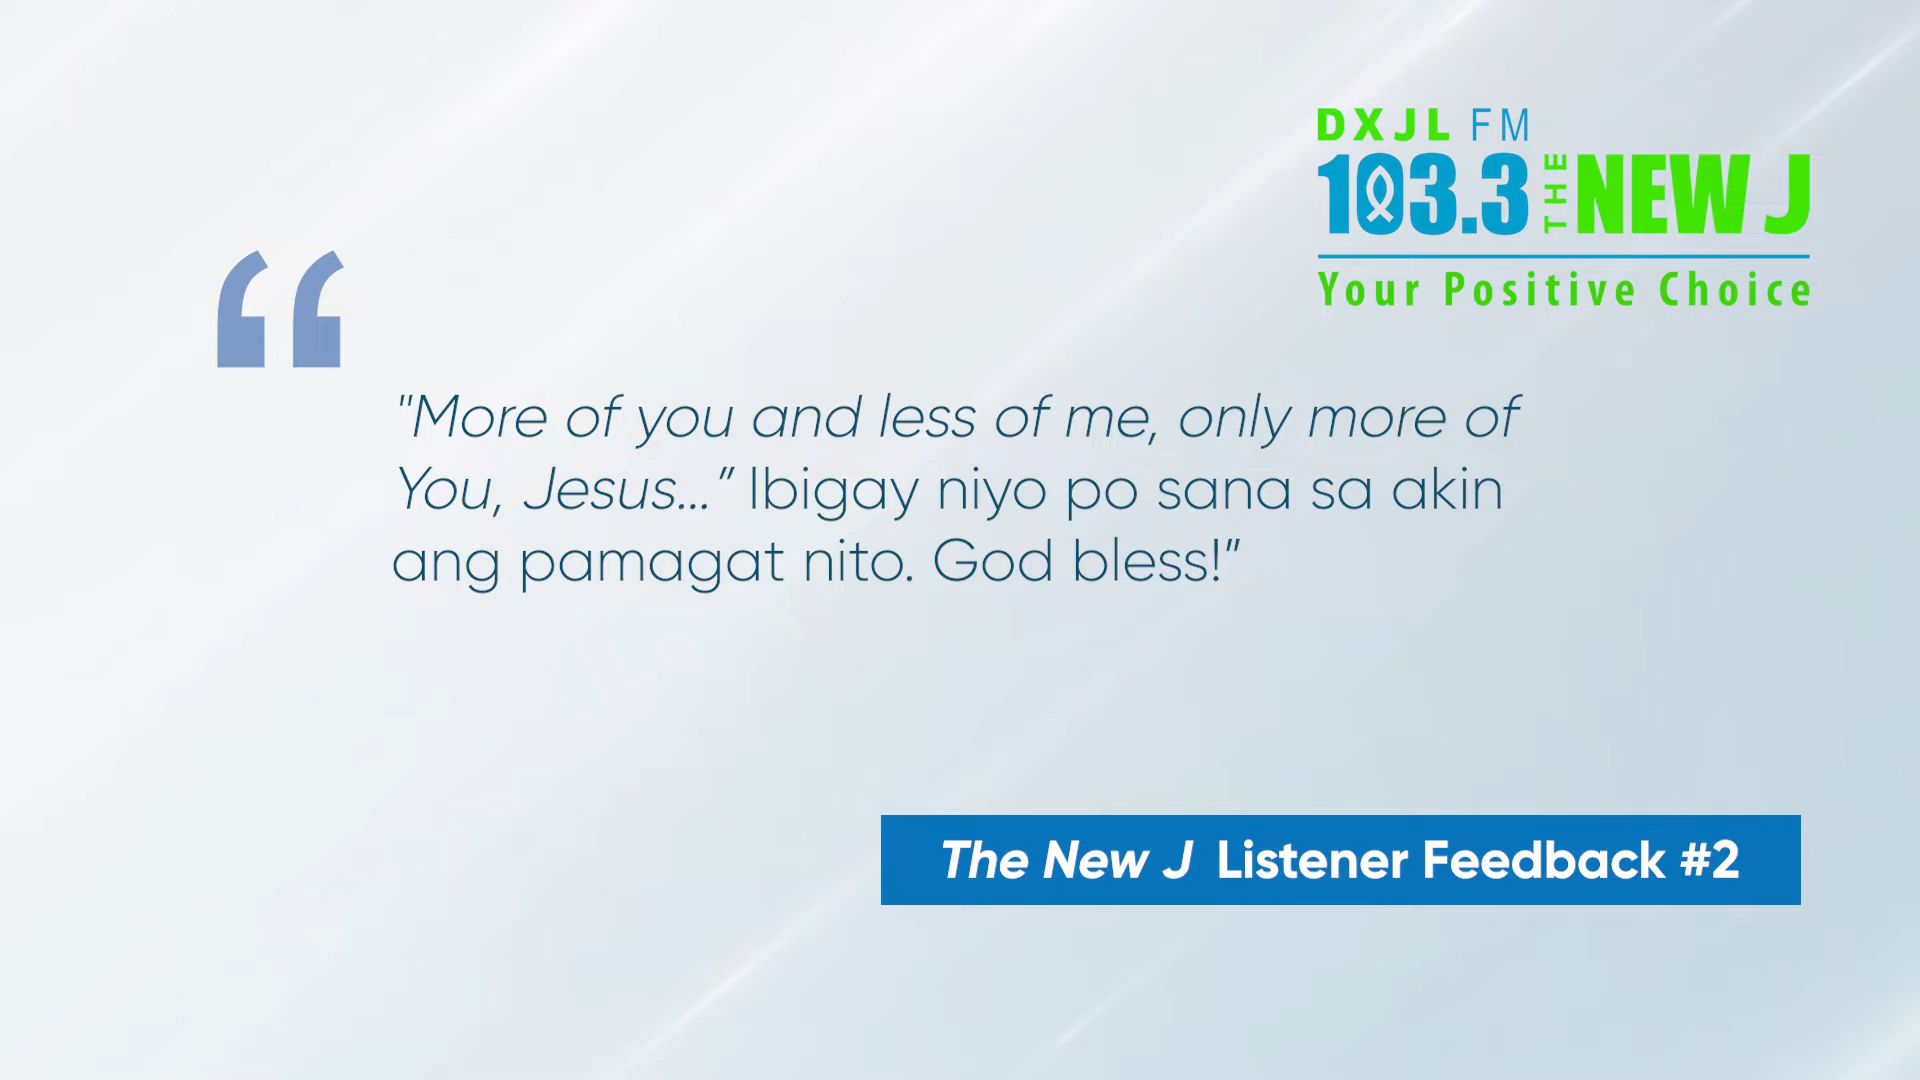 DXJL FM
103.3 THE NEW J
Your Positive Choice
“
"More of you and less of me, only more of
You, Jesus...” Ibigay niyo po sana sa akin
ang pamagat nito. God bless!”
The New J Listener Feedback #2